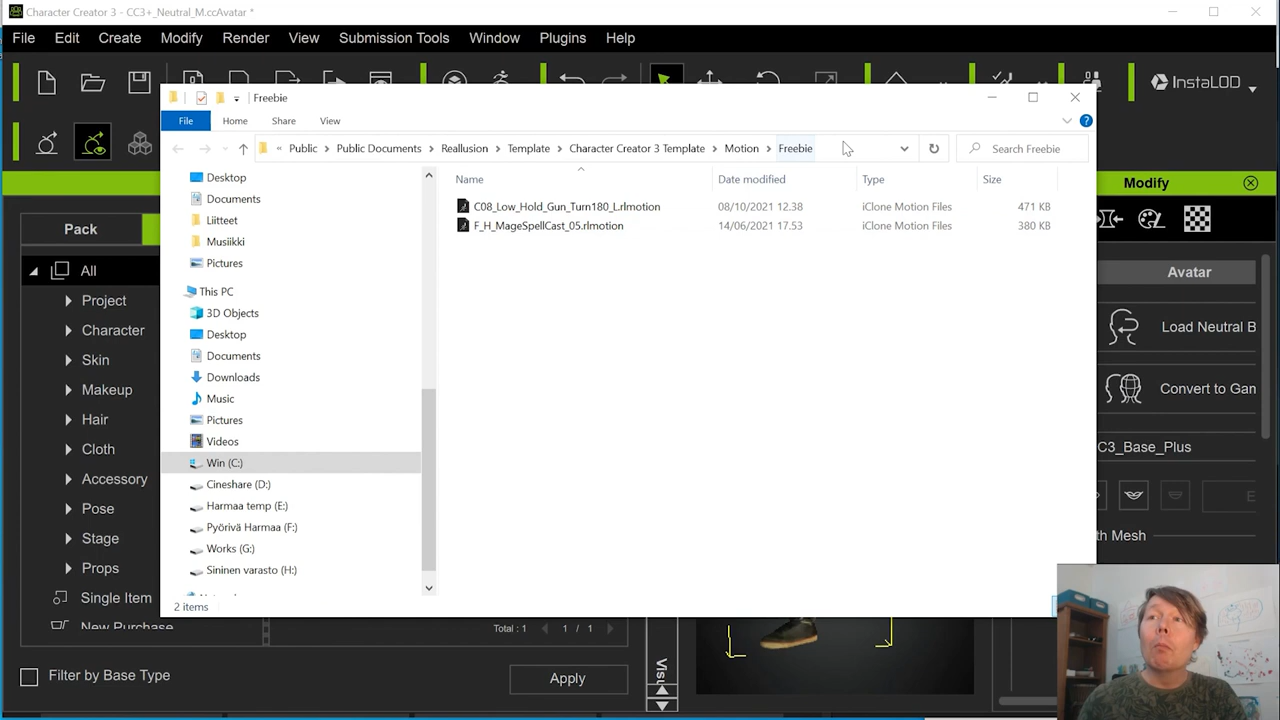 Character Creator 3 - CC3+_Neutral_M.ccAvatar *
File Edit Create Modify Render View Submission Tools Window Plugins Help
InstaLOD
Freebie
File Home Share View
« Public › Public Documents › Reallusion › Template › Character Creator 3 Template › Motion › Freebie
Search Freebie
Name Date modified Type Size
C08_Low_Hold_Gun_Turn180_L.rlmotion 08/10/2021 12.38 iClone Motion Files 471 KB
F_H_MageSpellCast_05.rlmotion 14/06/2021 17.53 iClone Motion Files 380 KB
Desktop
Documents
Liitteet
Musiikki
Pictures
This PC
3D Objects
Desktop
Documents
Downloads
Music
Pictures
Videos
Win (C:)
Cineshare (D:)
Harmaa temp (E:)
Pyörivä Harmaa (F:)
Works (G:)
Sininen varasto (H:)
2 items
Pack
All
Project
Character
Skin
Makeup
Hair
Cloth
Accessory
Pose
Stage
Props
Single Item
New Purchase
Filter by Base Type
Total : 1 1 / 1
Apply
Visu
Modify
Avatar
Load Neutral B
Convert to Gan
CC3_Base_Plus
E
th Mesh